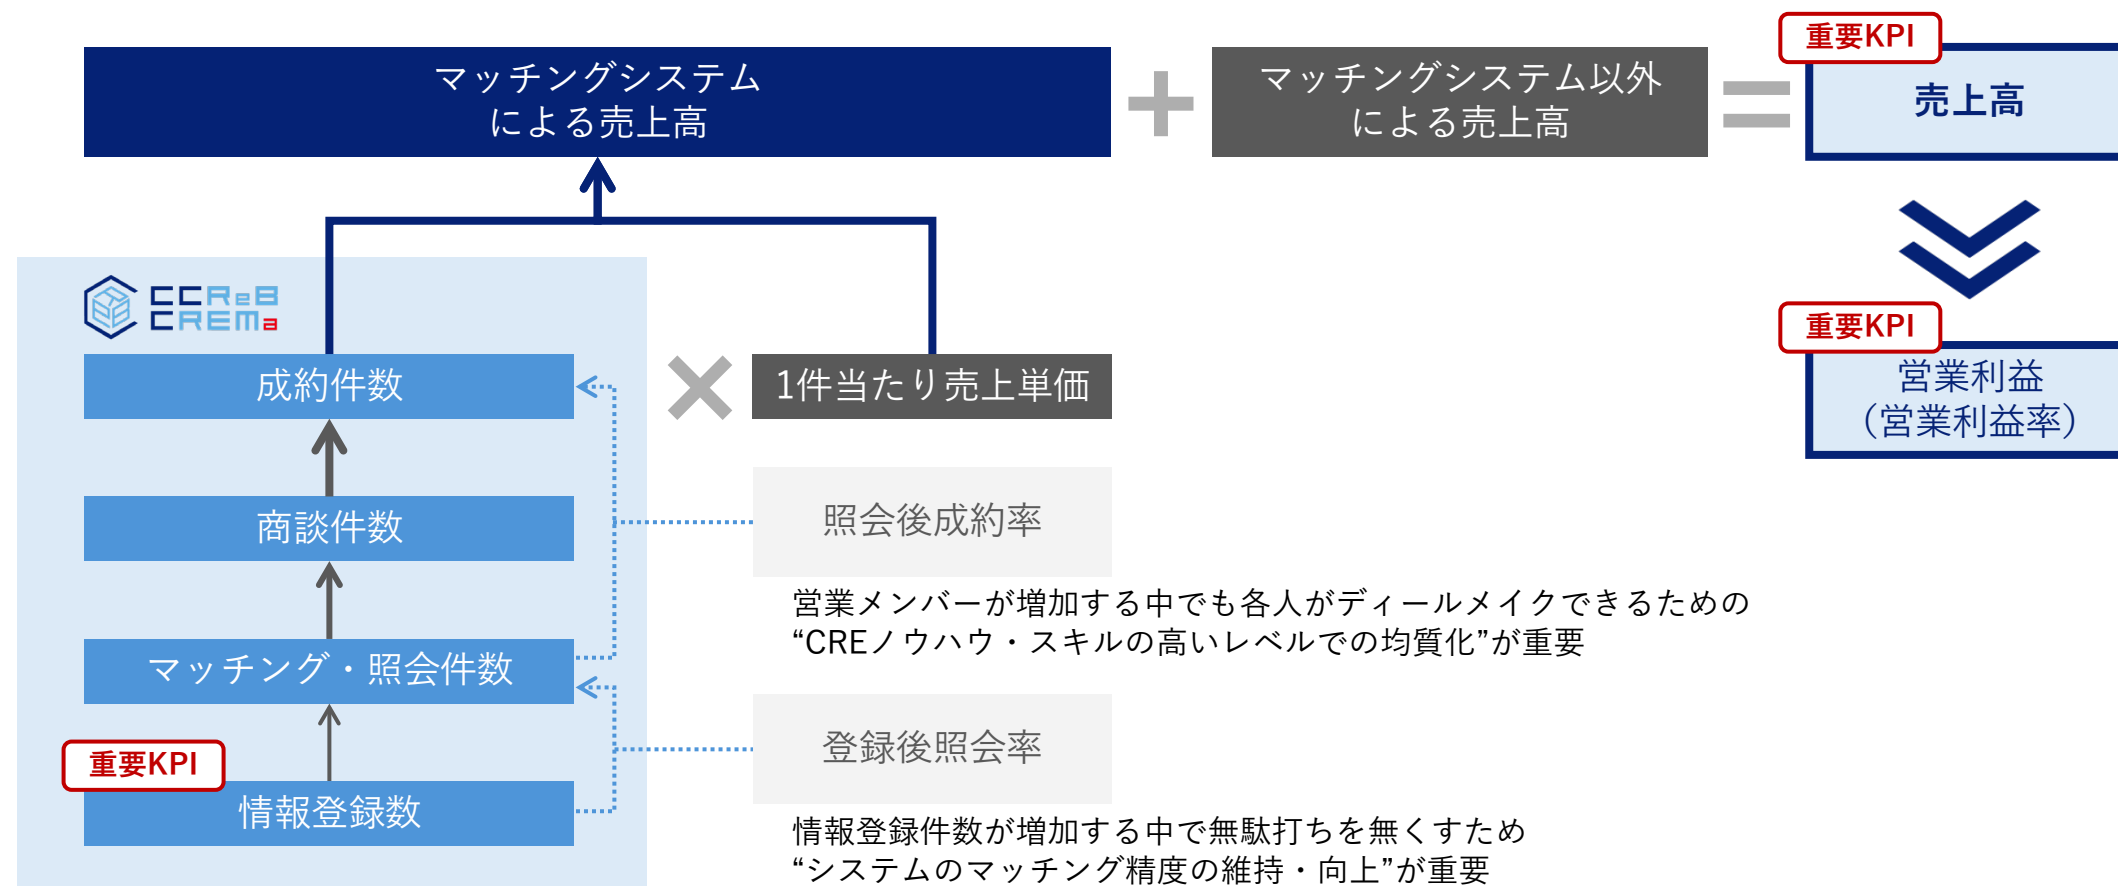 重要KPI
マッチングシステム
による売上高
マッチングシステム以外
による売上高
売上高
CCReB
CREMa
重要KPI
営業利益
（営業利益率）
成約件数
1件当たり売上単価
商談件数
照会後成約率
営業メンバーが増加する中でも各人がディールメイクできるための
“CREノウハウ・スキルの高いレベルでの均質化”が重要
マッチング・照会件数
登録後照会率
重要KPI
情報登録数
情報登録件数が増加する中で無駄打ちを無くすため
“システムのマッチング精度の維持・向上”が重要